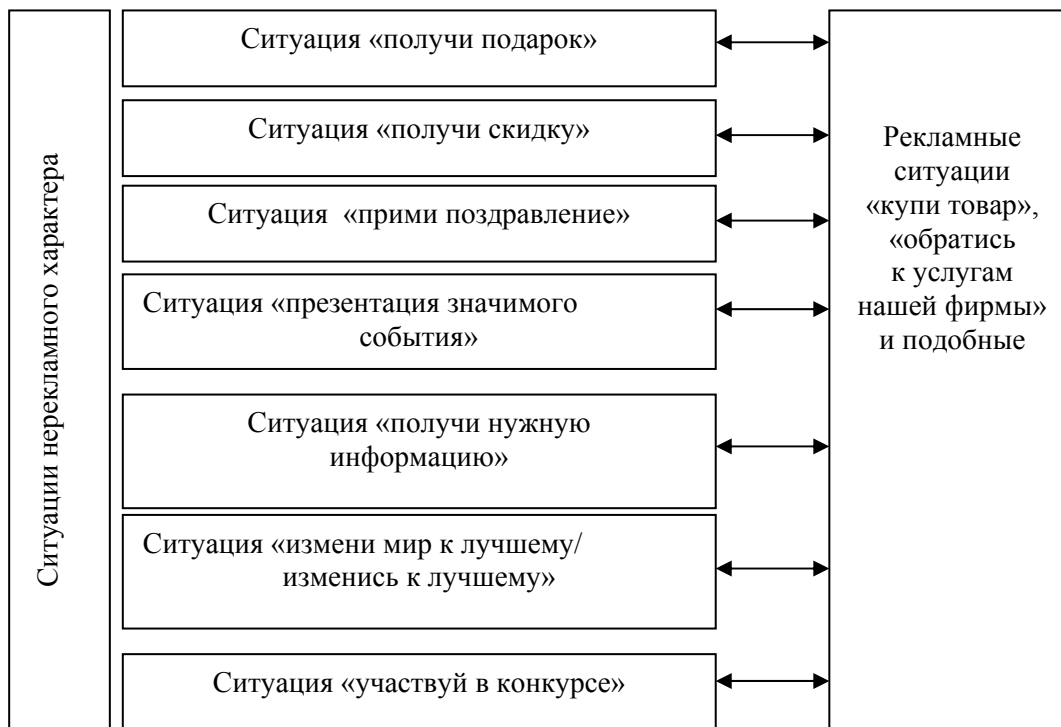 Ситуации нерекламного характера
Ситуация «получи подарок»
Ситуация «получи скидку»
Ситуация «прими поздравление»
Ситуация «презентация значимого
события»
Ситуация «получи нужную
информацию»
Ситуация «измени мир к лучшему/
изменись к лучшему»
Ситуация «участвуй в конкурсе»
Рекламные
ситуации
«купи товар»,
«обратись
к услугам
нашей фирмы»
и подобные